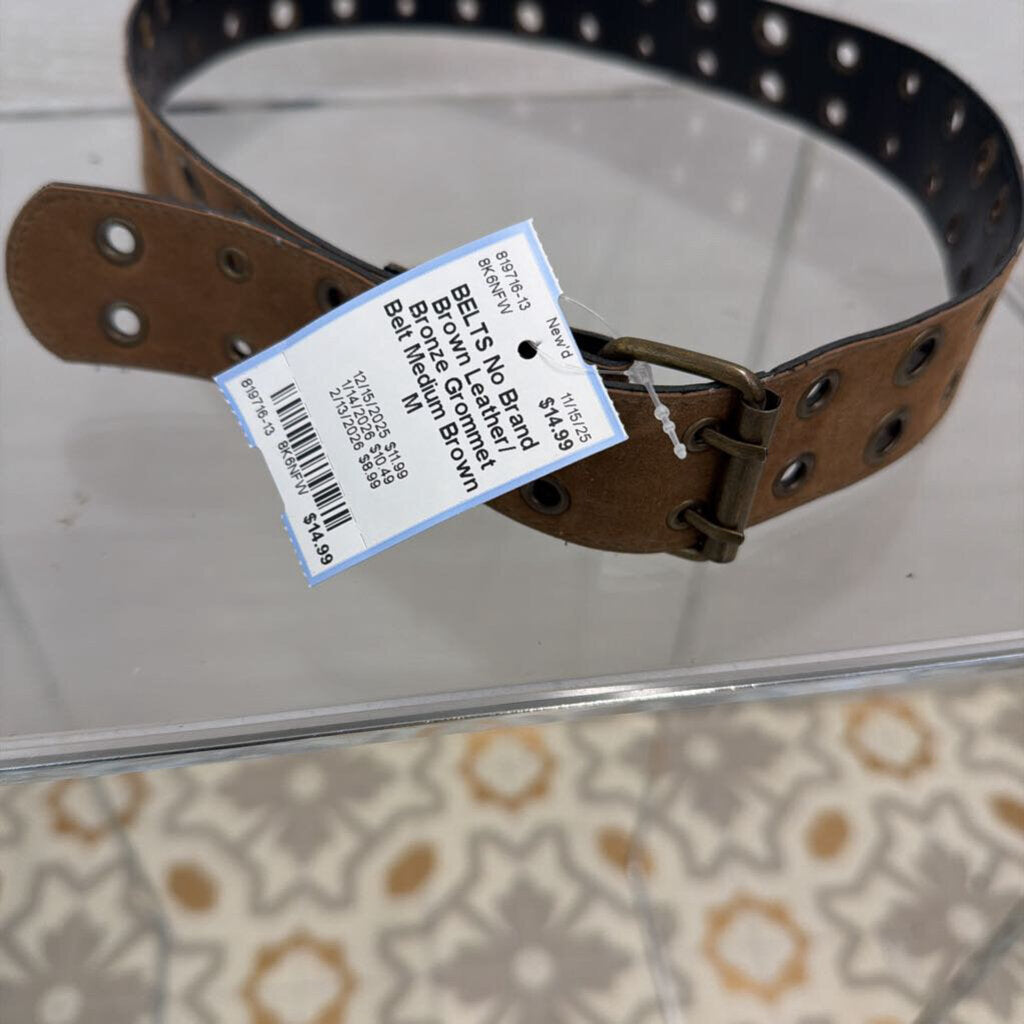 819716-13
8K6NFW
New'd
11/15/25
BELTS No Brand $14.99
Brown Leather/
Bronze Grommet
Belt Medium Brown
M
12/15/2025 $11.99
1/14/2026 $10.49
2/13/2026 $8.99
819716-13 8K6NFW $14.99